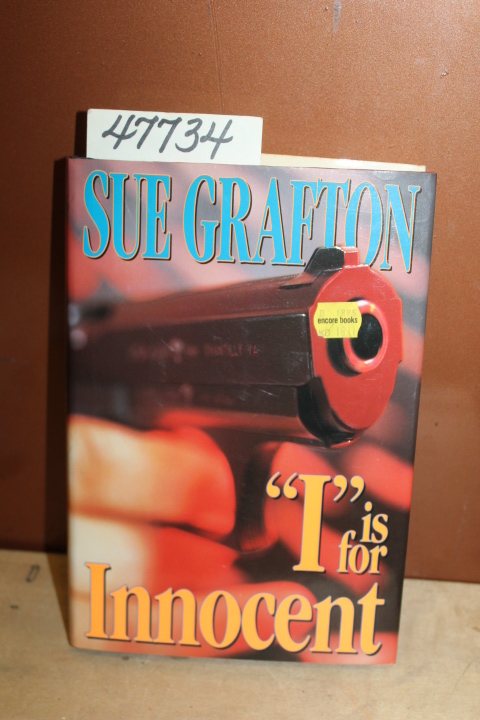 47734
SUE GRAFTON
encore books
"I" is
for
Innocent